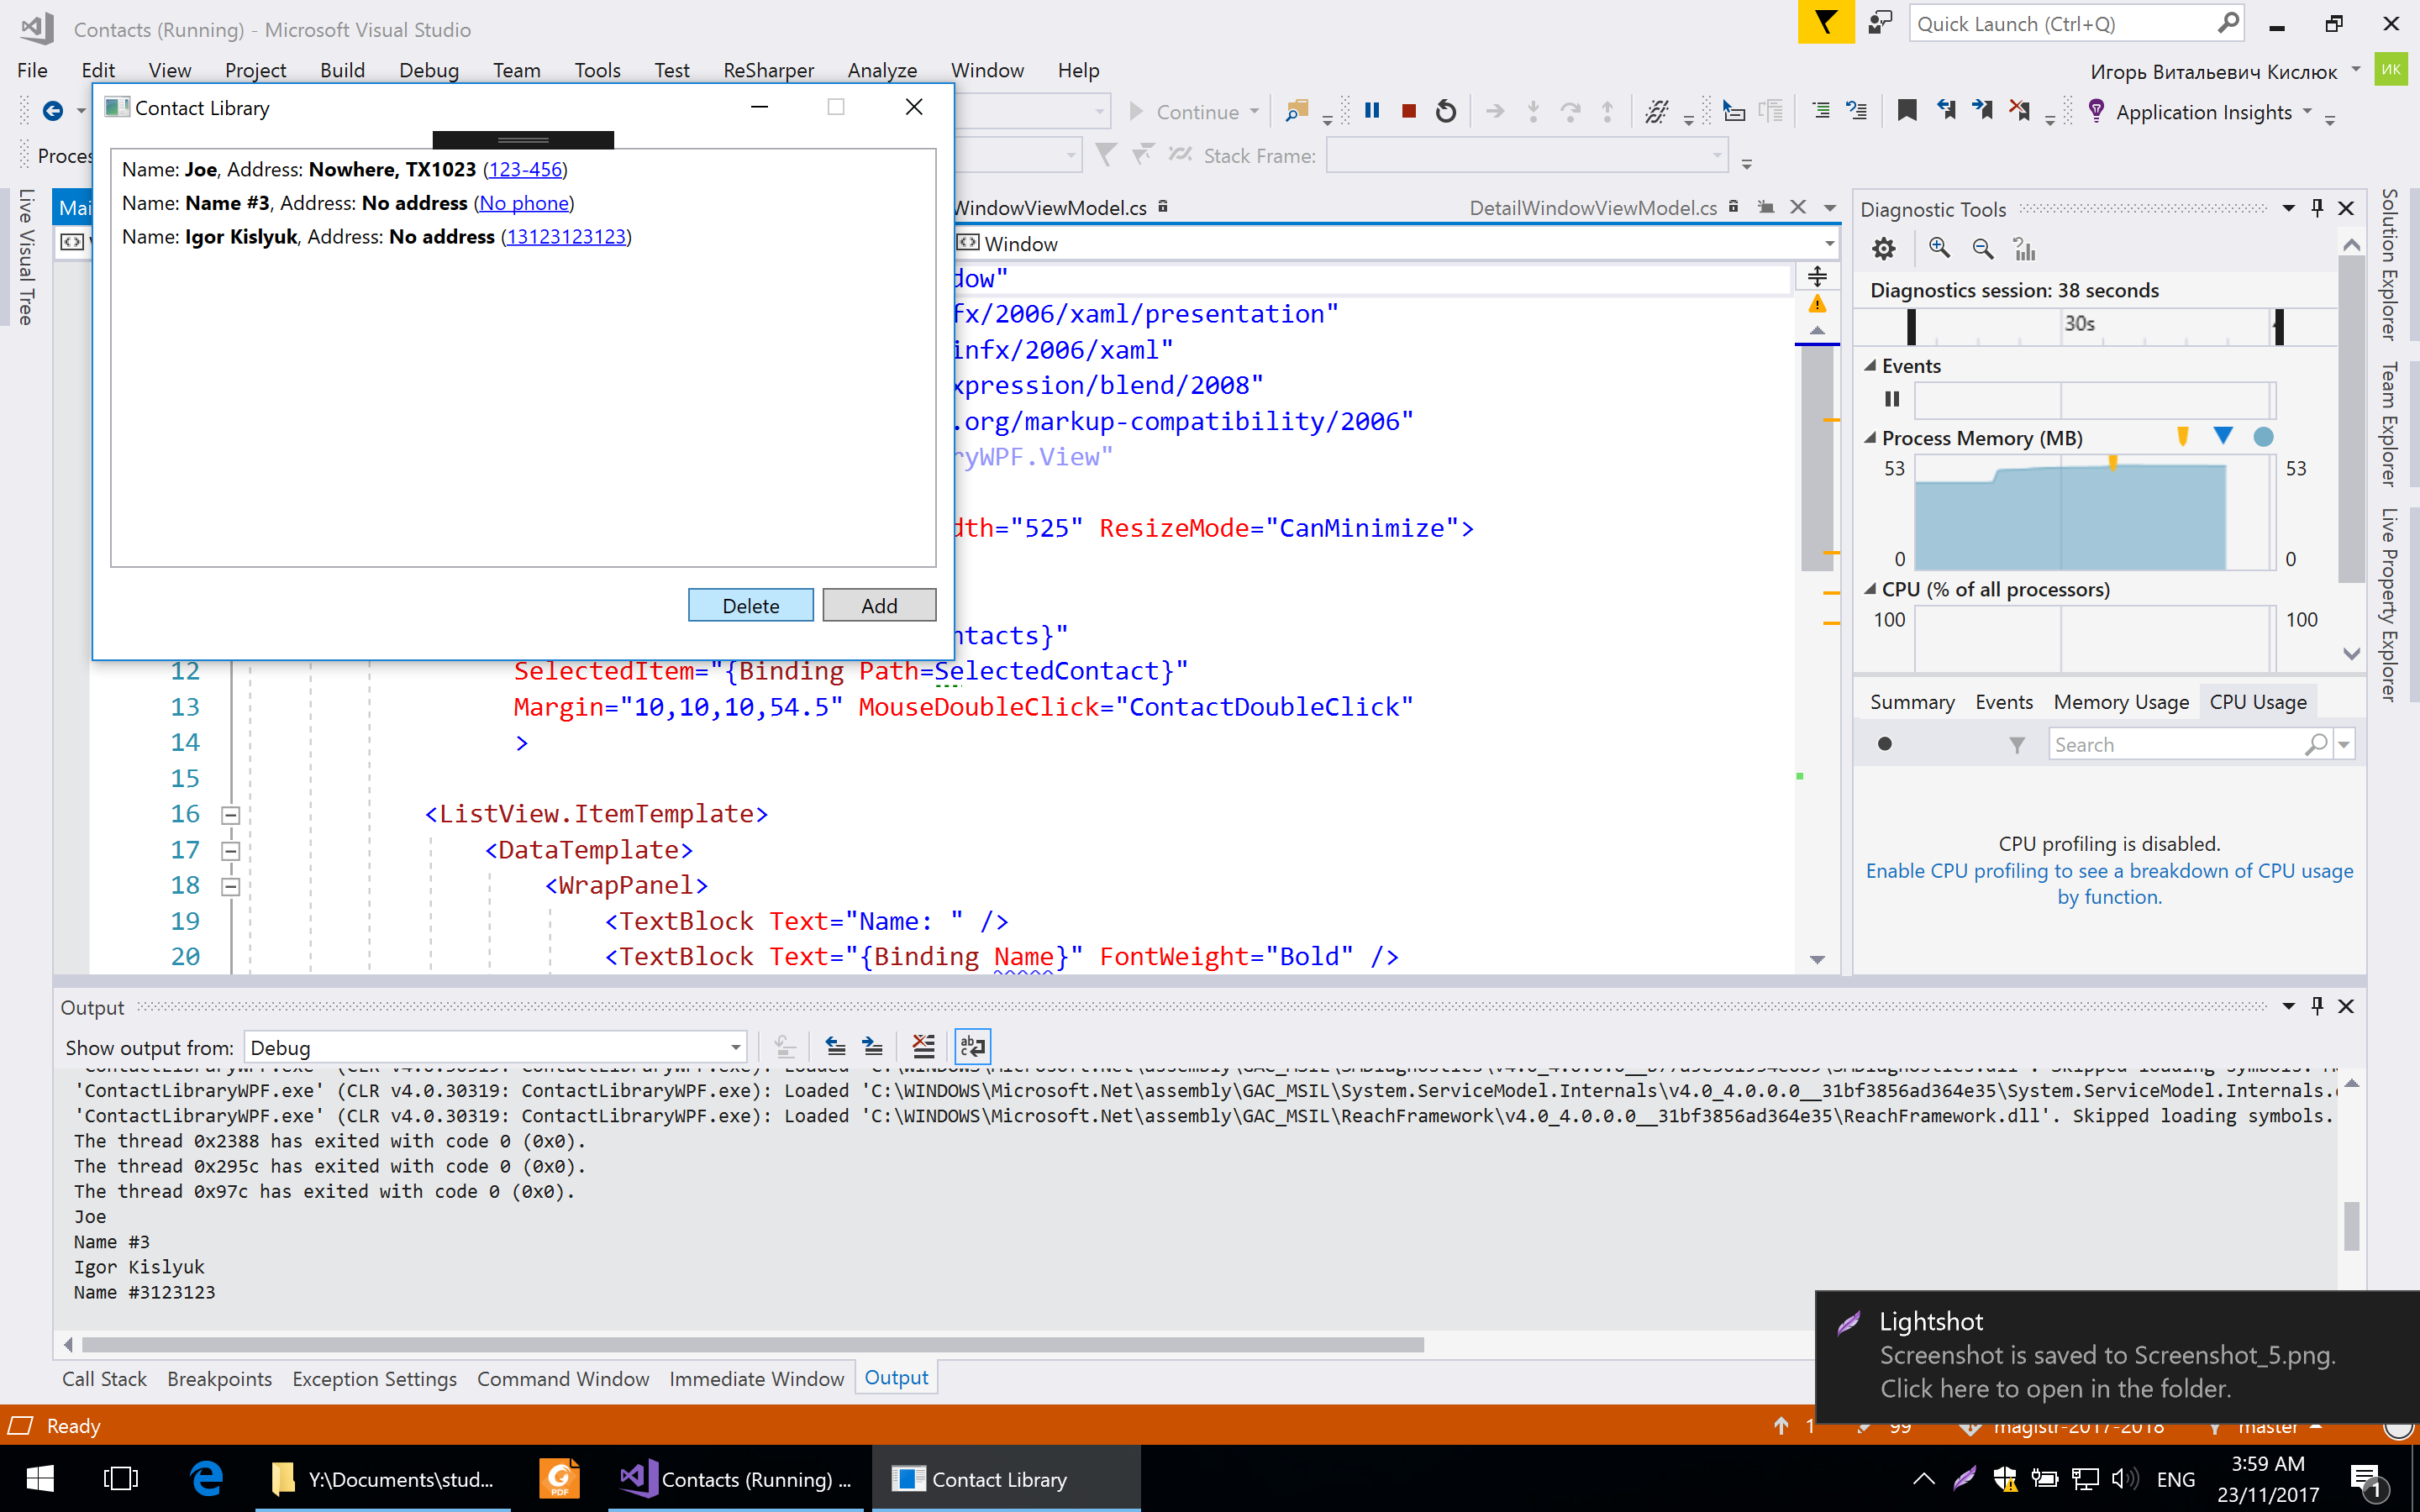 Contacts (Running) - Microsoft Visual Studio
Quick Launch (Ctrl+Q)
File Edit View Project Build Debug Team Tools Test ReSharper Analyze Window Help
Игорь Витальевич Кислюк
ИК
Contact Library
Continue
Application Insights
Proces
Stack Frame:
Name: Joe, Address: Nowhere, TX1023 (123-456)
Name: Name #3, Address: No address (No phone)
Name: Igor Kislyuk, Address: No address (13123123123)
Delete
Add
Live Visual Tree
Mai
WindowViewModel.cs
DetailWindowViewModel.cs
Window
dow"
fx/2006/xaml/presentation"
infx/2006/xaml"
xpression/blend/2008"
.org/markup-compatibility/2006"
ryWPF.View"
dth="525" ResizeMode="CanMinimize">
ntacts}"
12 SelectedItem="{Binding Path=SelectedContact}"
13 Margin="10,10,10,54.5" MouseDoubleClick="ContactDoubleClick"
14 >
15
16 <ListView.ItemTemplate>
17 <DataTemplate>
18 <WrapPanel>
19 <TextBlock Text="Name: " />
20 <TextBlock Text="{Binding Name}" FontWeight="Bold" />
Diagnostic Tools
Diagnostics session: 38 seconds
30s
Events
Process Memory (MB)
53 53
0 0
CPU (% of all processors)
100 100
Summary Events Memory Usage CPU Usage
Search
CPU profiling is disabled.
Enable CPU profiling to see a breakdown of CPU usage
by function.
Solution Explorer
Team Explorer
Live Property Explorer
Output
Show output from: Debug
'ContactLibraryWPF.exe' (CLR v4.0.30319: ContactLibraryWPF.exe): Loaded 'C:\WINDOWS\Microsoft.Net\assembly\GAC_MSIL\System.ServiceModel.Internals\v4.0_4.0.0.0__31bf3856ad364e35\System.ServiceModel.Internals.
'ContactLibraryWPF.exe' (CLR v4.0.30319: ContactLibraryWPF.exe): Loaded 'C:\WINDOWS\Microsoft.Net\assembly\GAC_MSIL\ReachFramework\v4.0_4.0.0.0__31bf3856ad364e35\ReachFramework.dll'. Skipped loading symbols.
The thread 0x2388 has exited with code 0 (0x0).
The thread 0x295c has exited with code 0 (0x0).
The thread 0x97c has exited with code 0 (0x0).
Joe
Name #3
Igor Kislyuk
Name #3123123
Call Stack Breakpoints Exception Settings Command Window Immediate Window Output
Lightshot
Screenshot is saved to Screenshot_5.png.
Click here to open in the folder.
Ready
1 99 magistr-2017-2018 master
Y:\Documents\stud...
PDF
Contacts (Running) ...
Contact Library
ENG
3:59 AM
23/11/2017
1